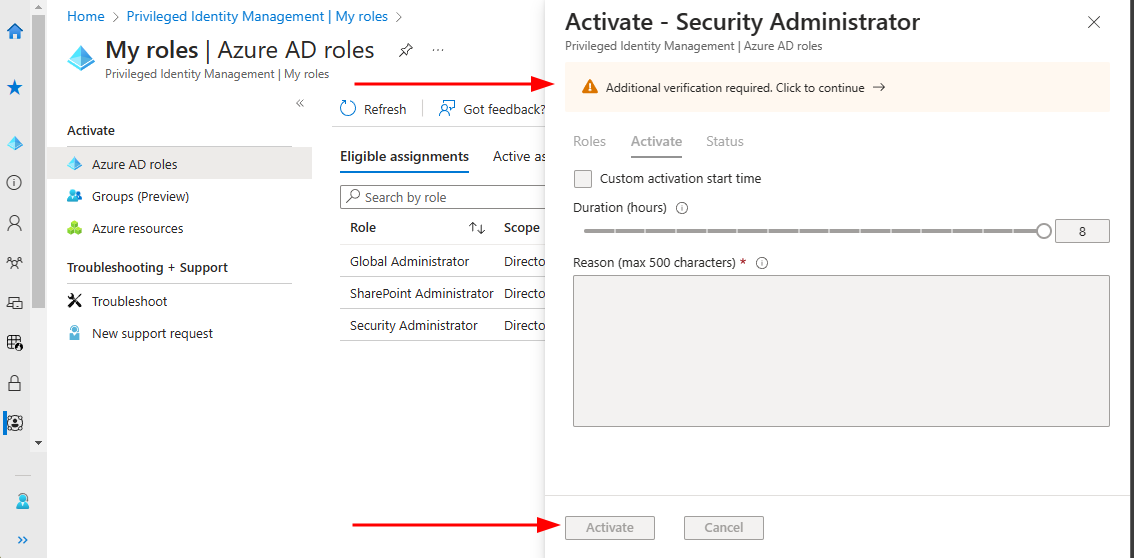 Home > Privileged Identity Management | My roles >
My roles | Azure AD roles
Privileged Identity Management | My roles
Activate
Azure AD roles
Groups (Preview)
Azure resources
Troubleshooting + Support
Troubleshoot
New support request
Refresh
Got feedback?
Eligible assignments Active as
Search by role
Role Scope
Global Administrator Directo
SharePoint Administrator Directo
Security Administrator Directo
Activate - Security Administrator
Privileged Identity Management | Azure AD roles
Additional verification required. Click to continue →
Roles Activate Status
Custom activation start time
Duration (hours)
8
Reason (max 500 characters) *
Activate Cancel